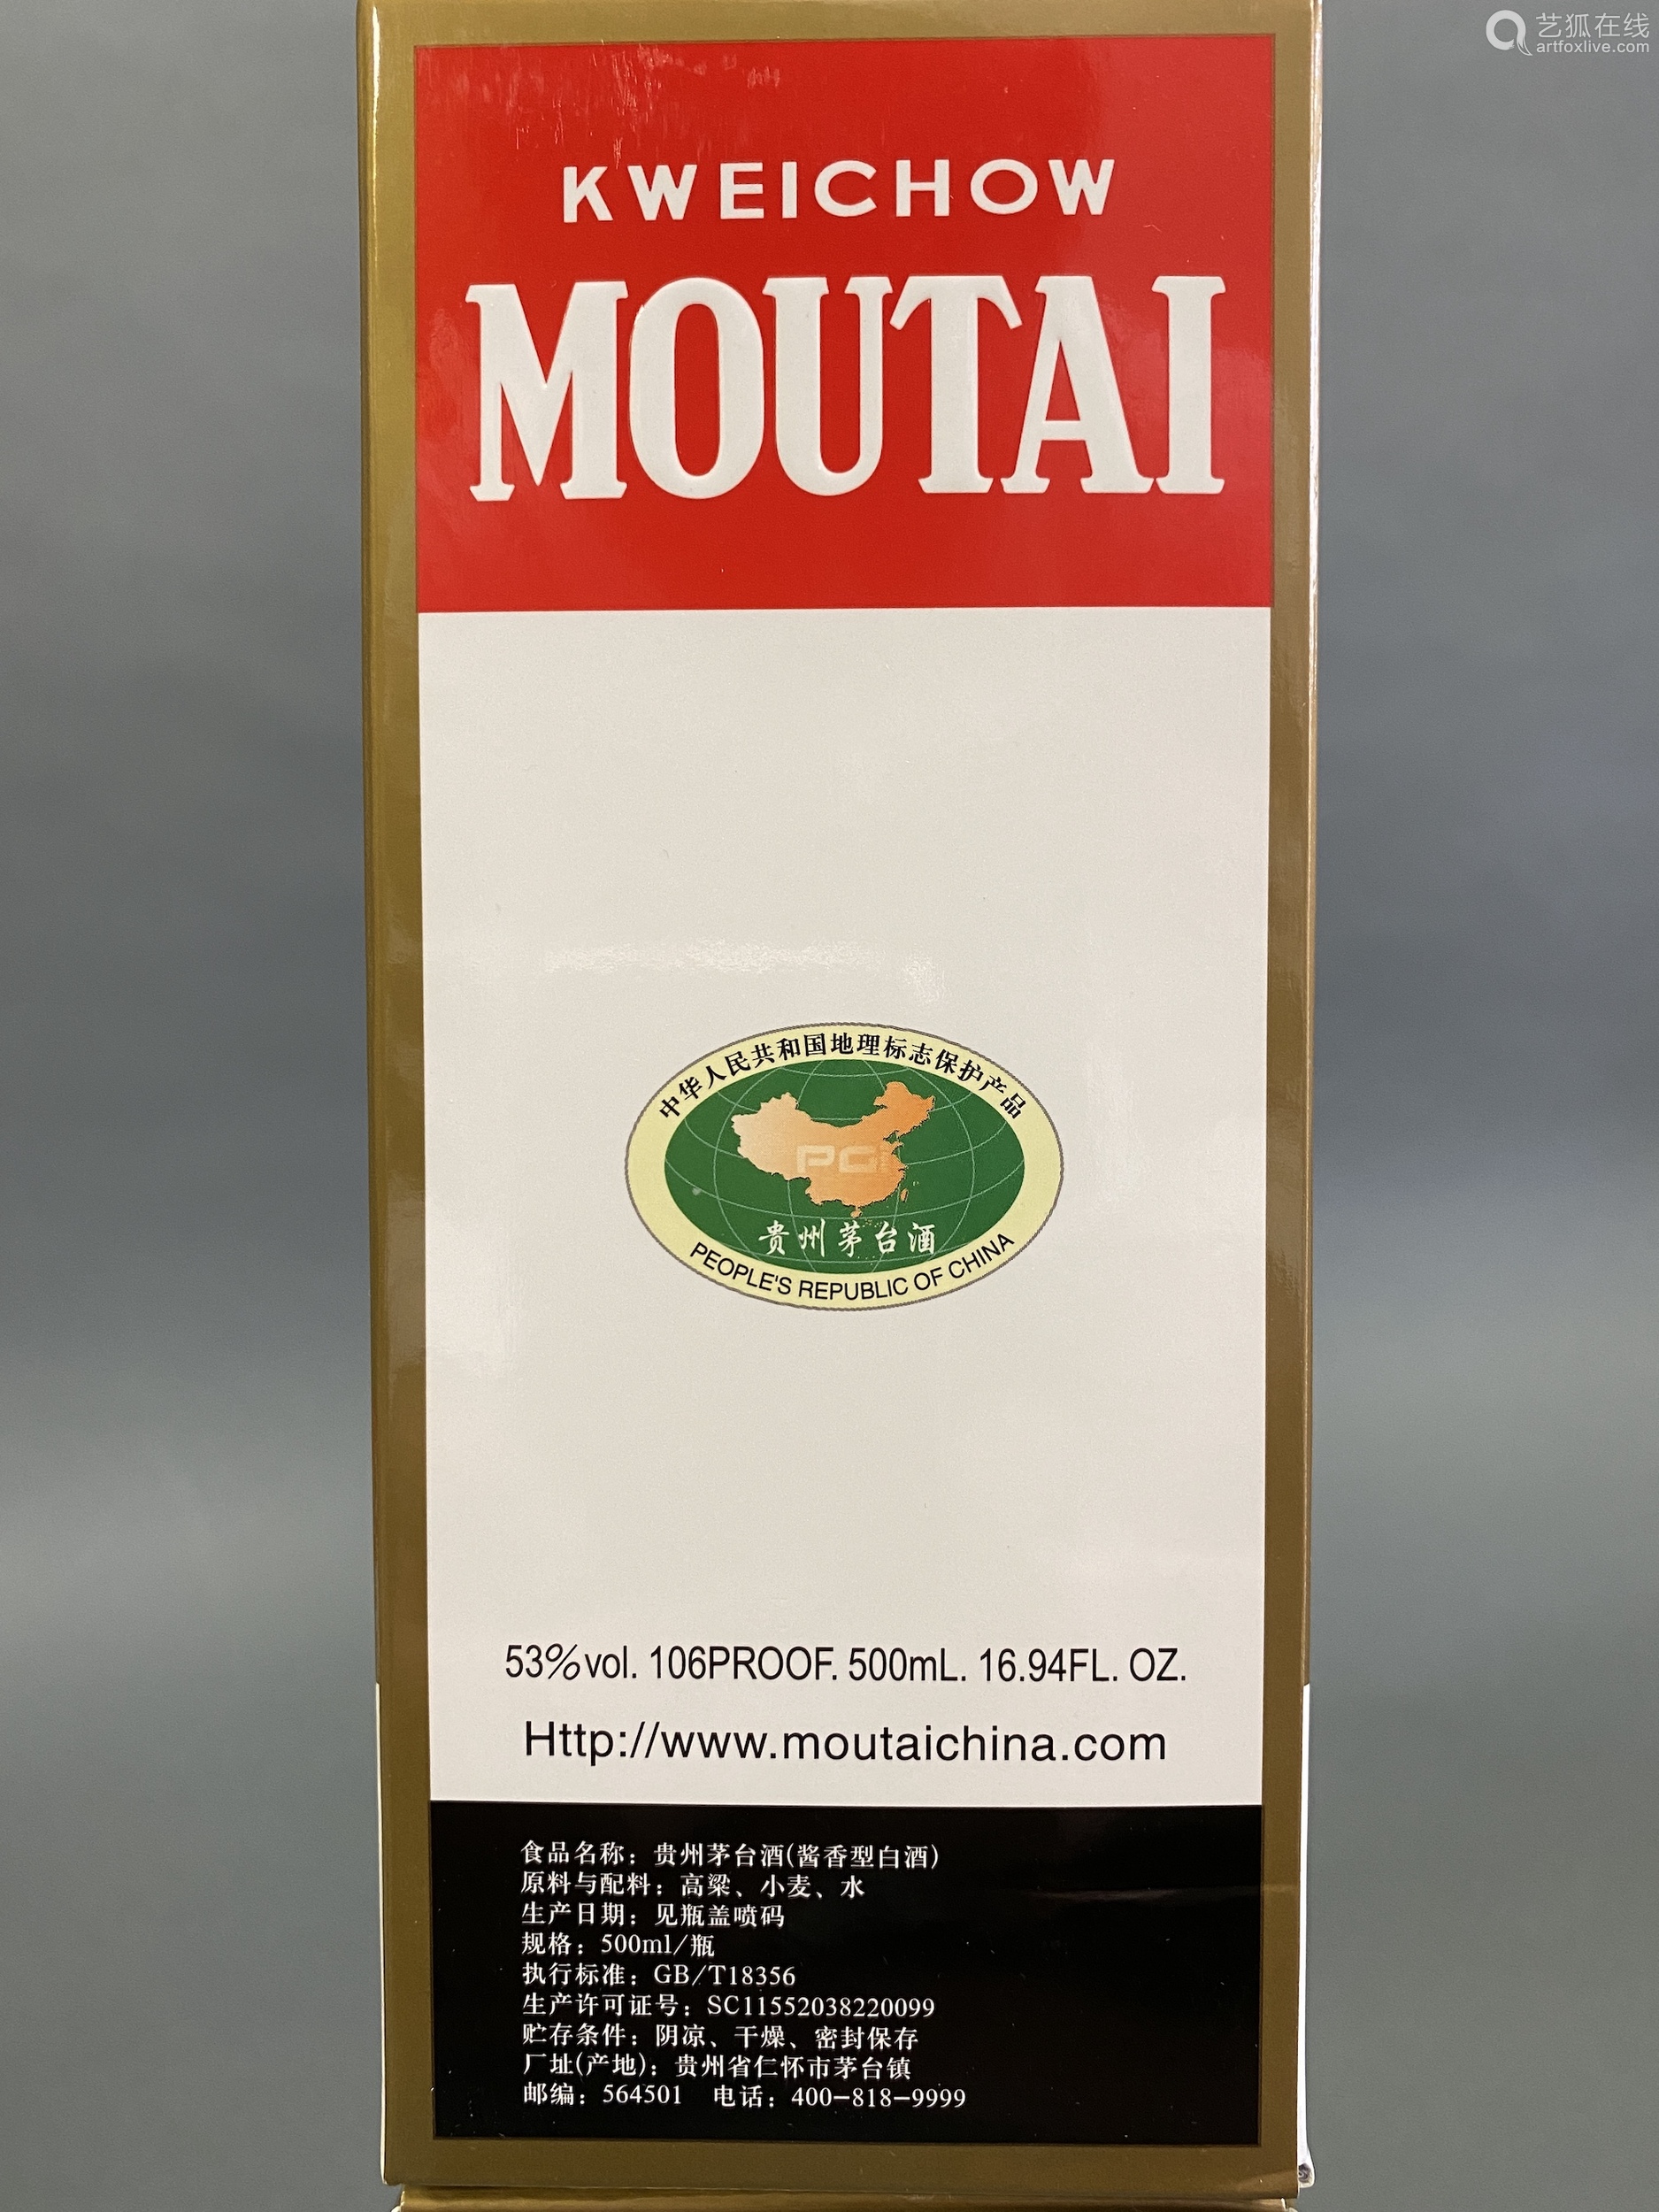 艺狐在线
artfoxlive.com
KWEICHOW
MOUTAI
中华人民共和国地理标志保护产品
PGI
贵州茅台酒
PEOPLE'S REPUBLIC OF CHINA
53%vol. 106PROOF. 500mL. 16.94FL. OZ.
Http://www.moutaichina.com
食品名称：贵州茅台酒(酱香型白酒)
原料与配料：高粱、小麦、水
生产日期：见瓶盖喷码
规格：500ml/瓶
执行标准：GB/T18356
生产许可证号：SC11552038220099
贮存条件：阴凉、干燥、密封保存
厂址(产地)：贵州省仁怀市茅台镇
邮编：564501 电话：400-818-9999